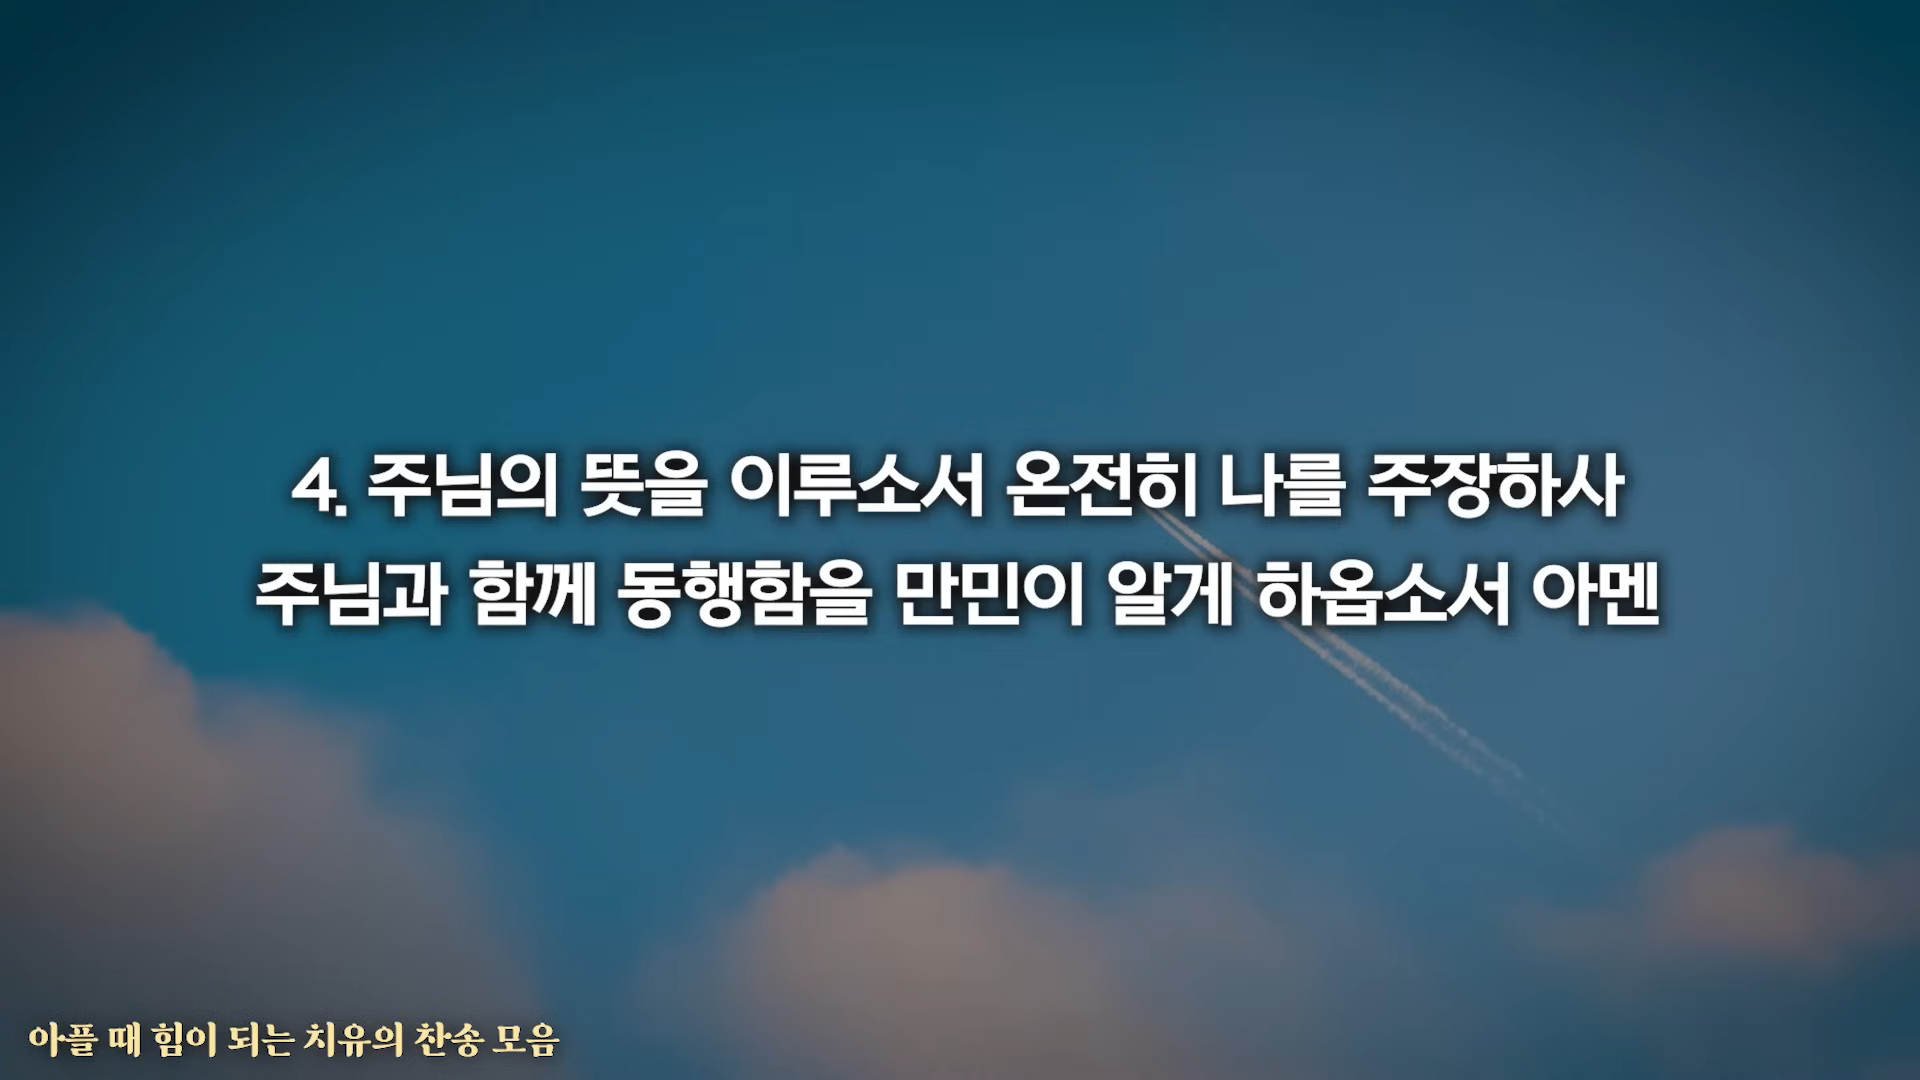 4. 주님의 뜻을 이루소서 온전히 나를 주장하사
주님과 함께 동행함을 만민이 알게 하옵소서 아멘
아플 때 힘이 되는 치유의 찬송 모음